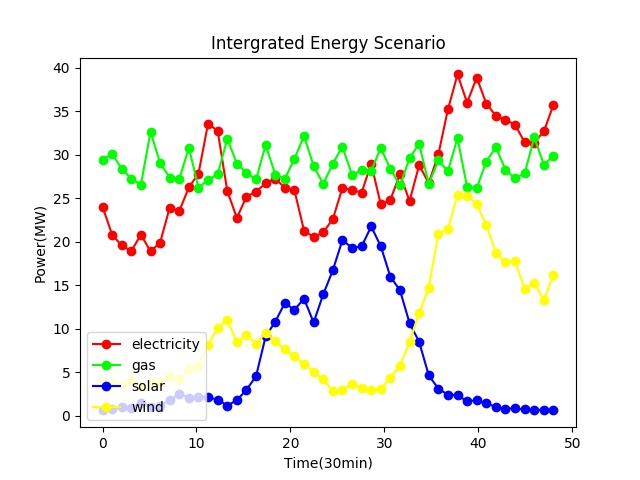 Intergrated Energy Scenario
Power(MW)
40
35
30
25
20
15
10
5
0
electricity
gas
solar
wind
0 10 20 30 40 50
Time(30min)